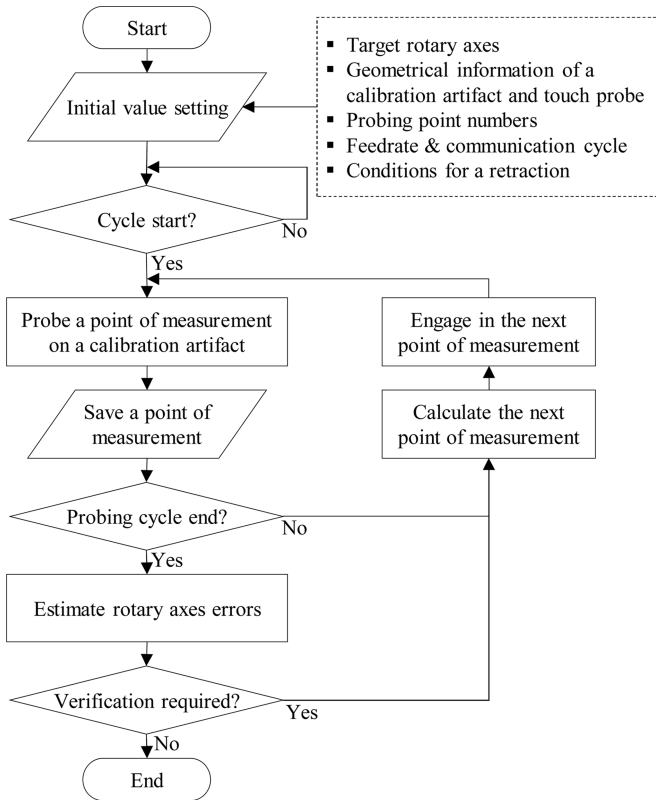 Start
Initial value setting
▪ Target rotary axes
▪ Geometrical information of a
calibration artifact and touch probe
▪ Probing point numbers
▪ Feedrate & communication cycle
▪ Conditions for a retraction
Cycle start?
No
Yes
Probe a point of measurement
on a calibration artifact
Engage in the next
point of measurement
Save a point of
measurement
Calculate the next
point of measurement
Probing cycle end?
No
Yes
Estimate rotary axes errors
Verification required?
Yes
No
End